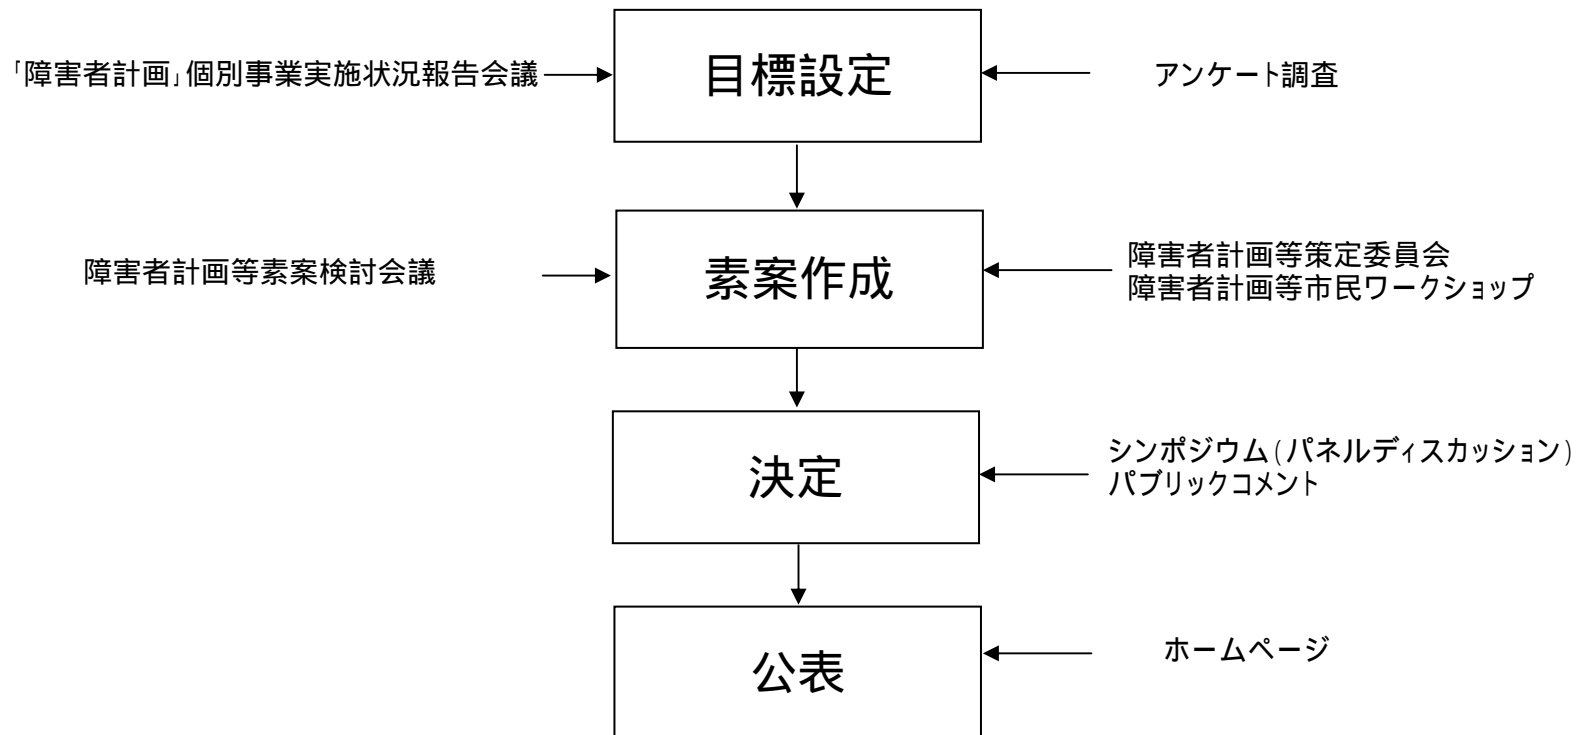 「障害者計画」個別事業実施状況報告会議
目標設定
アンケート調査
障害者計画等素案検討会議
素案作成
障害者計画等策定委員会
障害者計画等市民ワークショップ
決定
シンポジウム(パネルディスカッション)
パブリックコメント
公表
ホームページ